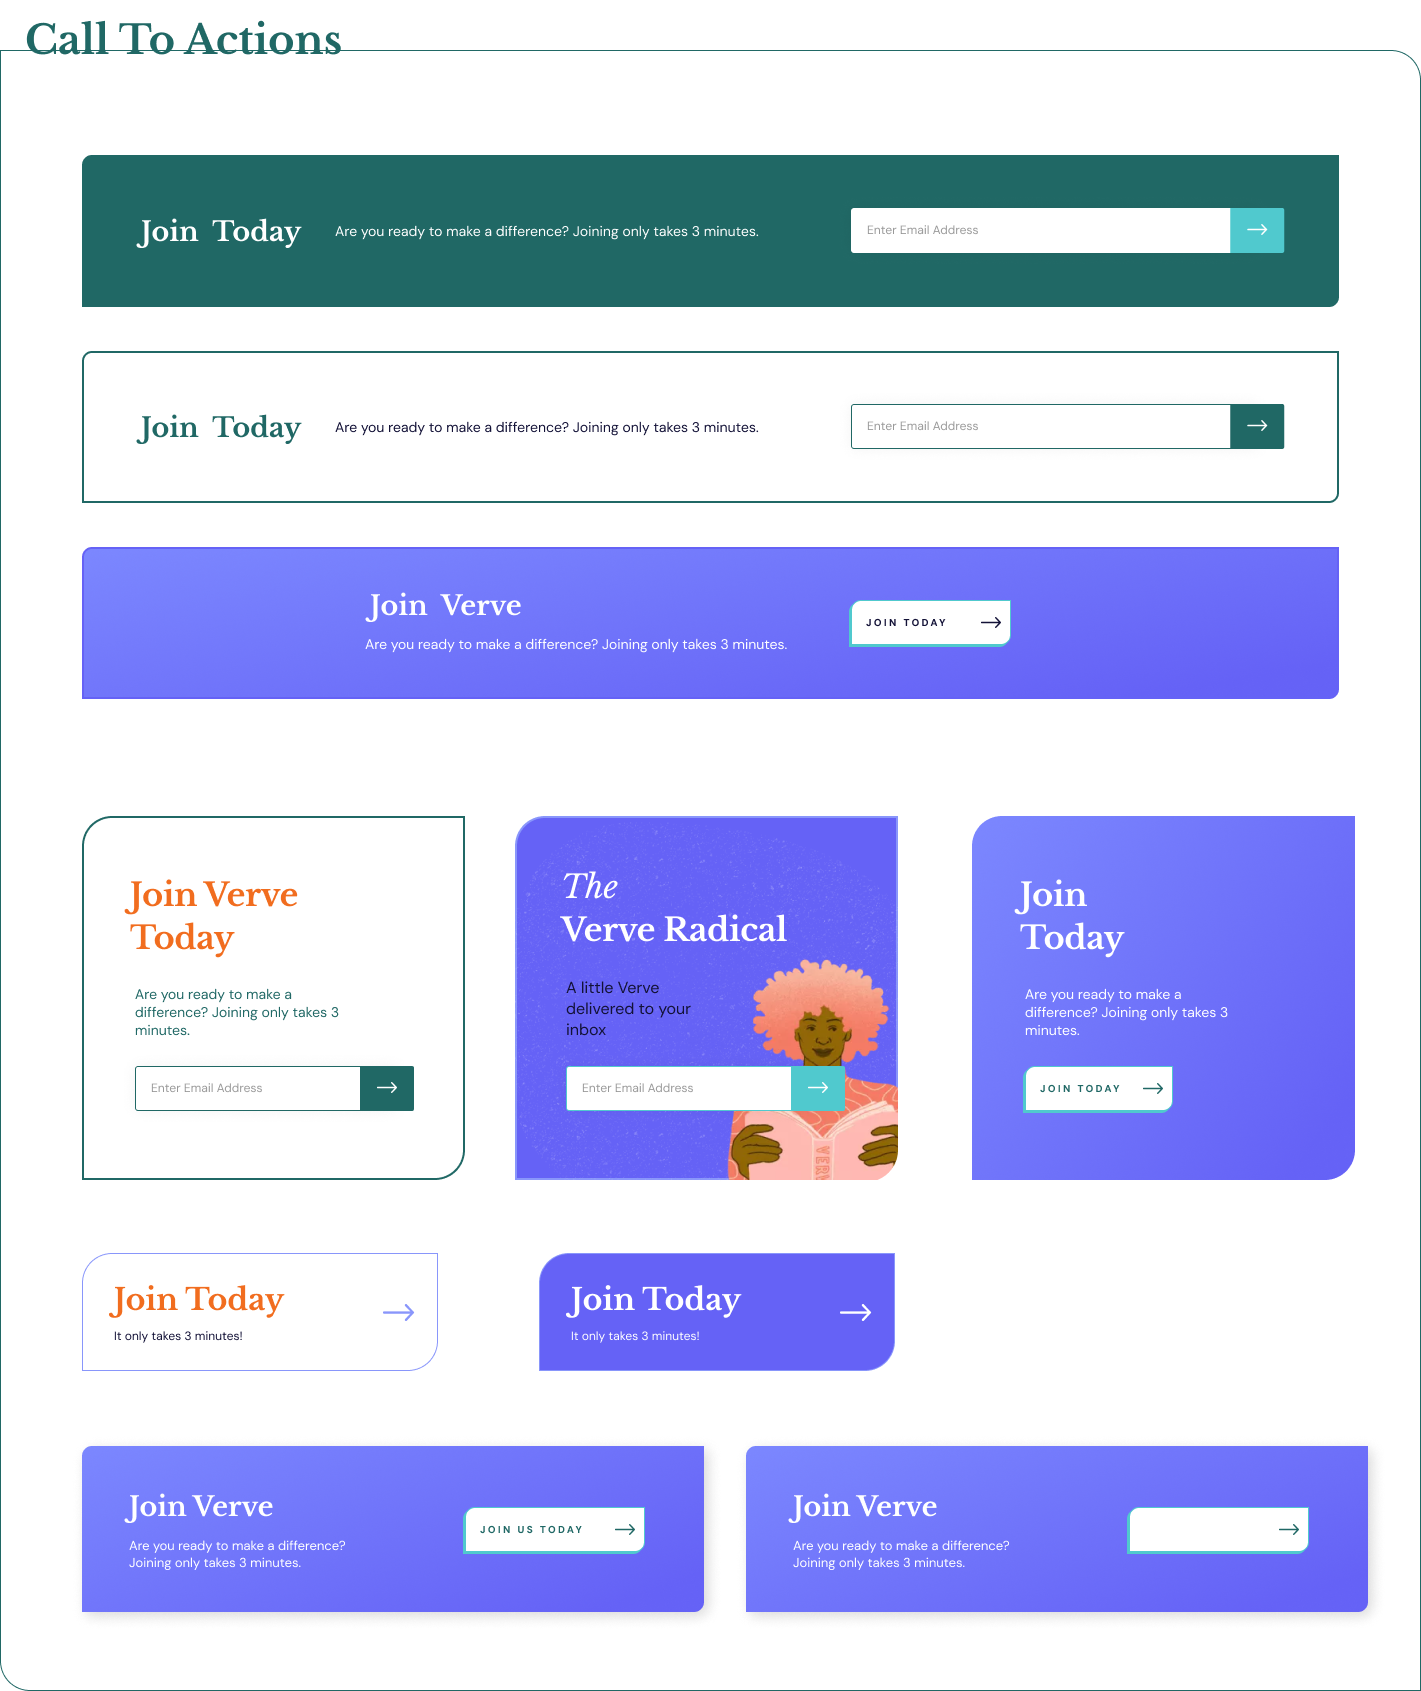 Call To Actions
Join Today
Are you ready to make a difference? Joining only takes 3 minutes.
Enter Email Address
Join Today
Are you ready to make a difference? Joining only takes 3 minutes.
Enter Email Address
Join Verve
Are you ready to make a difference? Joining only takes 3 minutes.
JOIN TODAY
Join Verve
Today
Are you ready to make a
difference? Joining only takes 3
minutes.
Enter Email Address
The
Verve Radical
A little Verve
delivered to your
inbox
Enter Email Address
VERV
Join
Today
Are you ready to make a
difference? Joining only takes 3
minutes.
JOIN TODAY
Join Today
It only takes 3 minutes!
Join Today
It only takes 3 minutes!
Join Verve
Are you ready to make a difference?
Joining only takes 3 minutes.
JOIN US TODAY
Join Verve
Are you ready to make a difference?
Joining only takes 3 minutes.